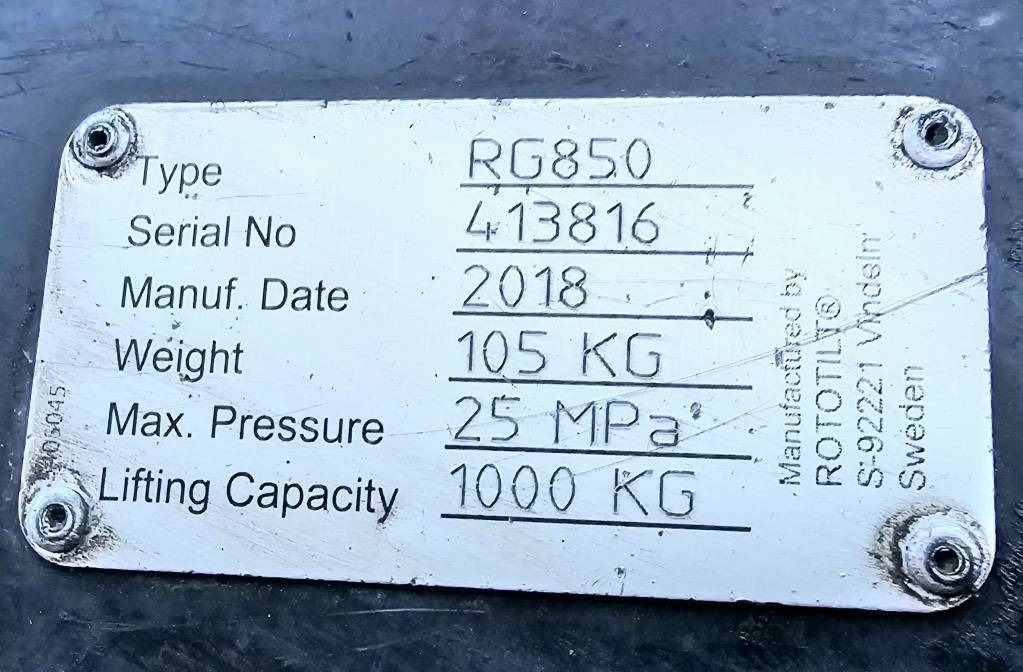 Type RG850
Serial No 413816
Manuf. Date 2018
Weight 105 KG
Max. Pressure 25 MPa
Lifting Capacity 1000 KG
Manufactured by
ROTOTILT®
S-92221 Vindeln
Sweden